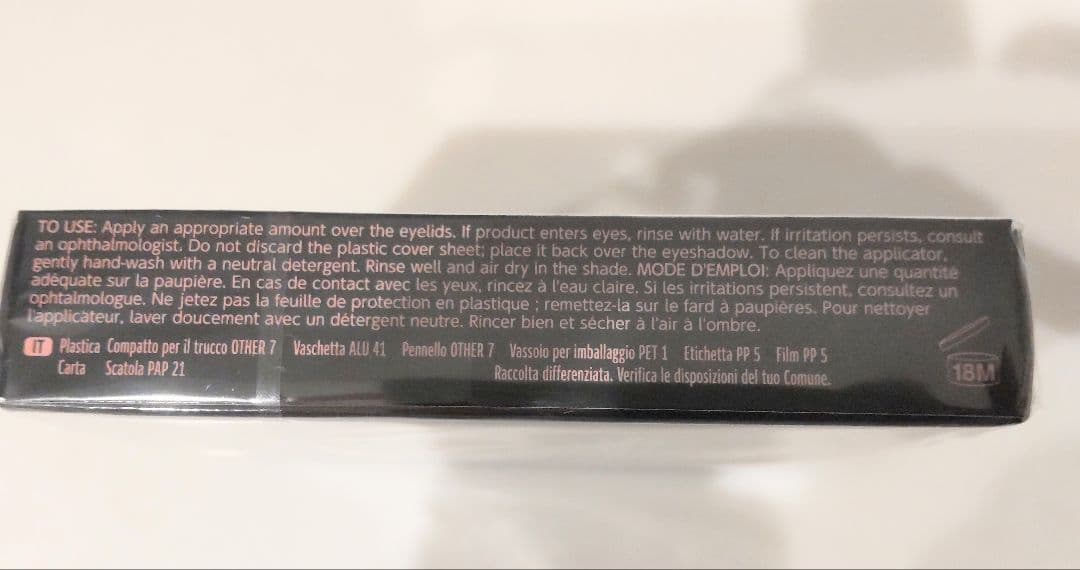 TO USE: Apply an appropriate amount over the eyelids. If product enters eyes, rinse with water. If irritation persists, consult
an ophthalmologist. Do not discard the plastic cover sheet; place it back over the eyeshadow. To clean the applicator,
gently hand-wash with a neutral detergent. Rinse well and air dry in the shade. MODE D'EMPLOI: Appliquez une quantité
adéquate sur la paupière. En cas de contact avec les yeux, rincez à l'eau claire. Si les irritations persistent, consultez un
ophtalmologue. Ne jetez pas la feuille de protection en plastique ; remettez-la sur le fard à paupières. Pour nettoyer
l'applicateur, laver doucement avec un détergent neutre. Rincer bien et sécher à l'air à l'ombre.
IT Plastica Compatto per il trucco OTHER 7 Vaschetta ALU 41 Pennello OTHER 7 Vassoio per imballaggio PET 1 Etichetta PP 5 Film PP 5
Carta Scatola PAP 21 Raccolta differenziata. Verifica le disposizioni del tuo Comune.
18M